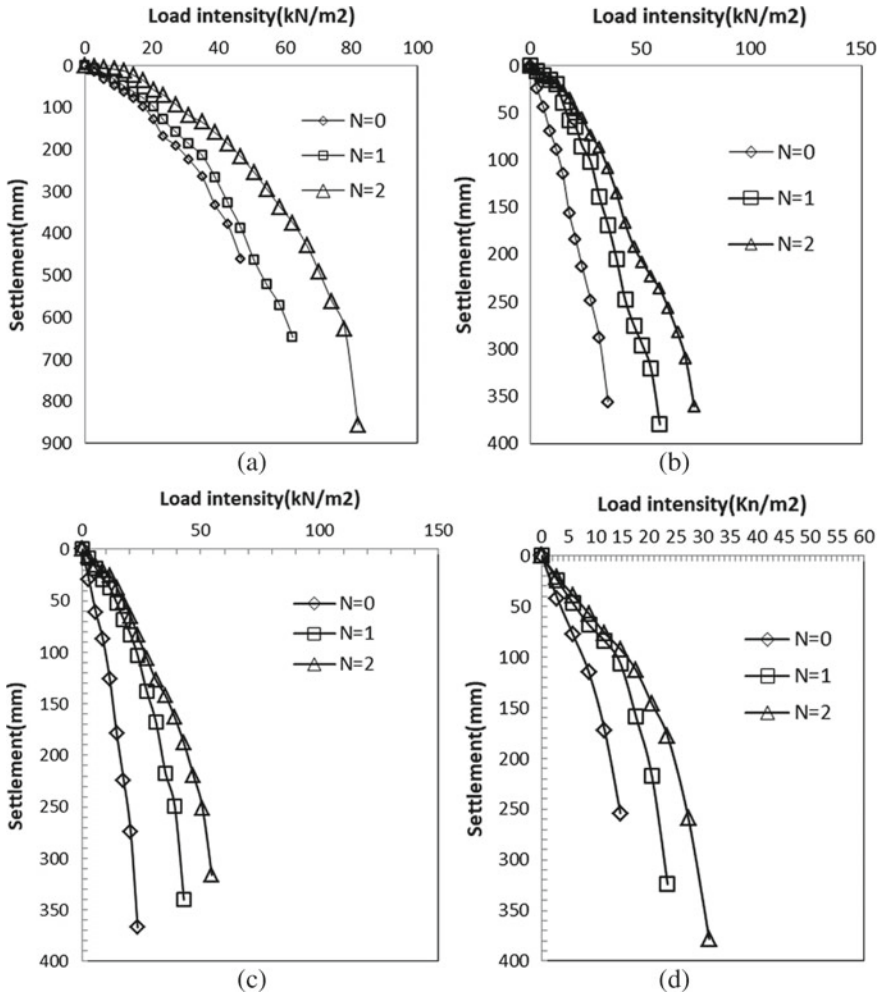 Load intensity(kN/m2)
0 20 40 60 80 100
0
100
200
300
400
500
600
700
800
900
Settlement(mm)
N=0
N=1
N=2
(a)
Load intensity(kN/m2)
0 50 100 150
0
50
100
150
200
250
300
350
400
Settlement(mm)
N=0
N=1
N=2
(b)
Load intensity(kN/m2)
0 50 100 150
0
50
100
150
200
250
300
350
400
Settlement(mm)
N=0
N=1
N=2
(c)
Load intensity(Kn/m2)
0 5 10 15 20 25 30 35 40 45 50 55 60
0
50
100
150
200
250
300
350
400
Settlement(mm)
N=0
N=1
N=2
(d)